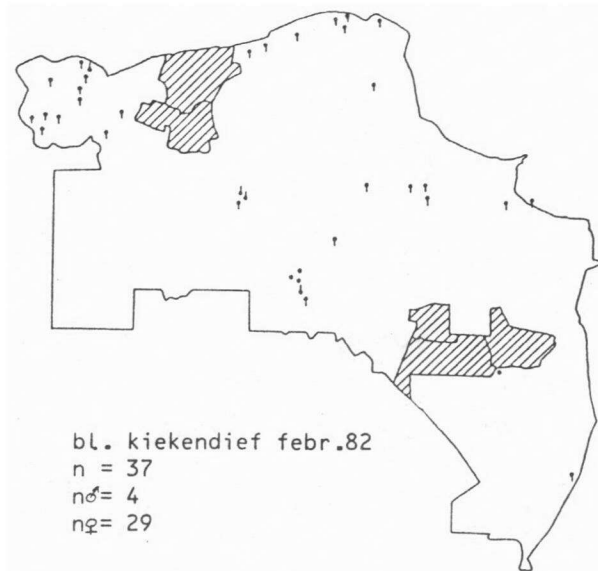 bl. kiekendief febr.82
n = 37
n♂= 4
n♀= 29